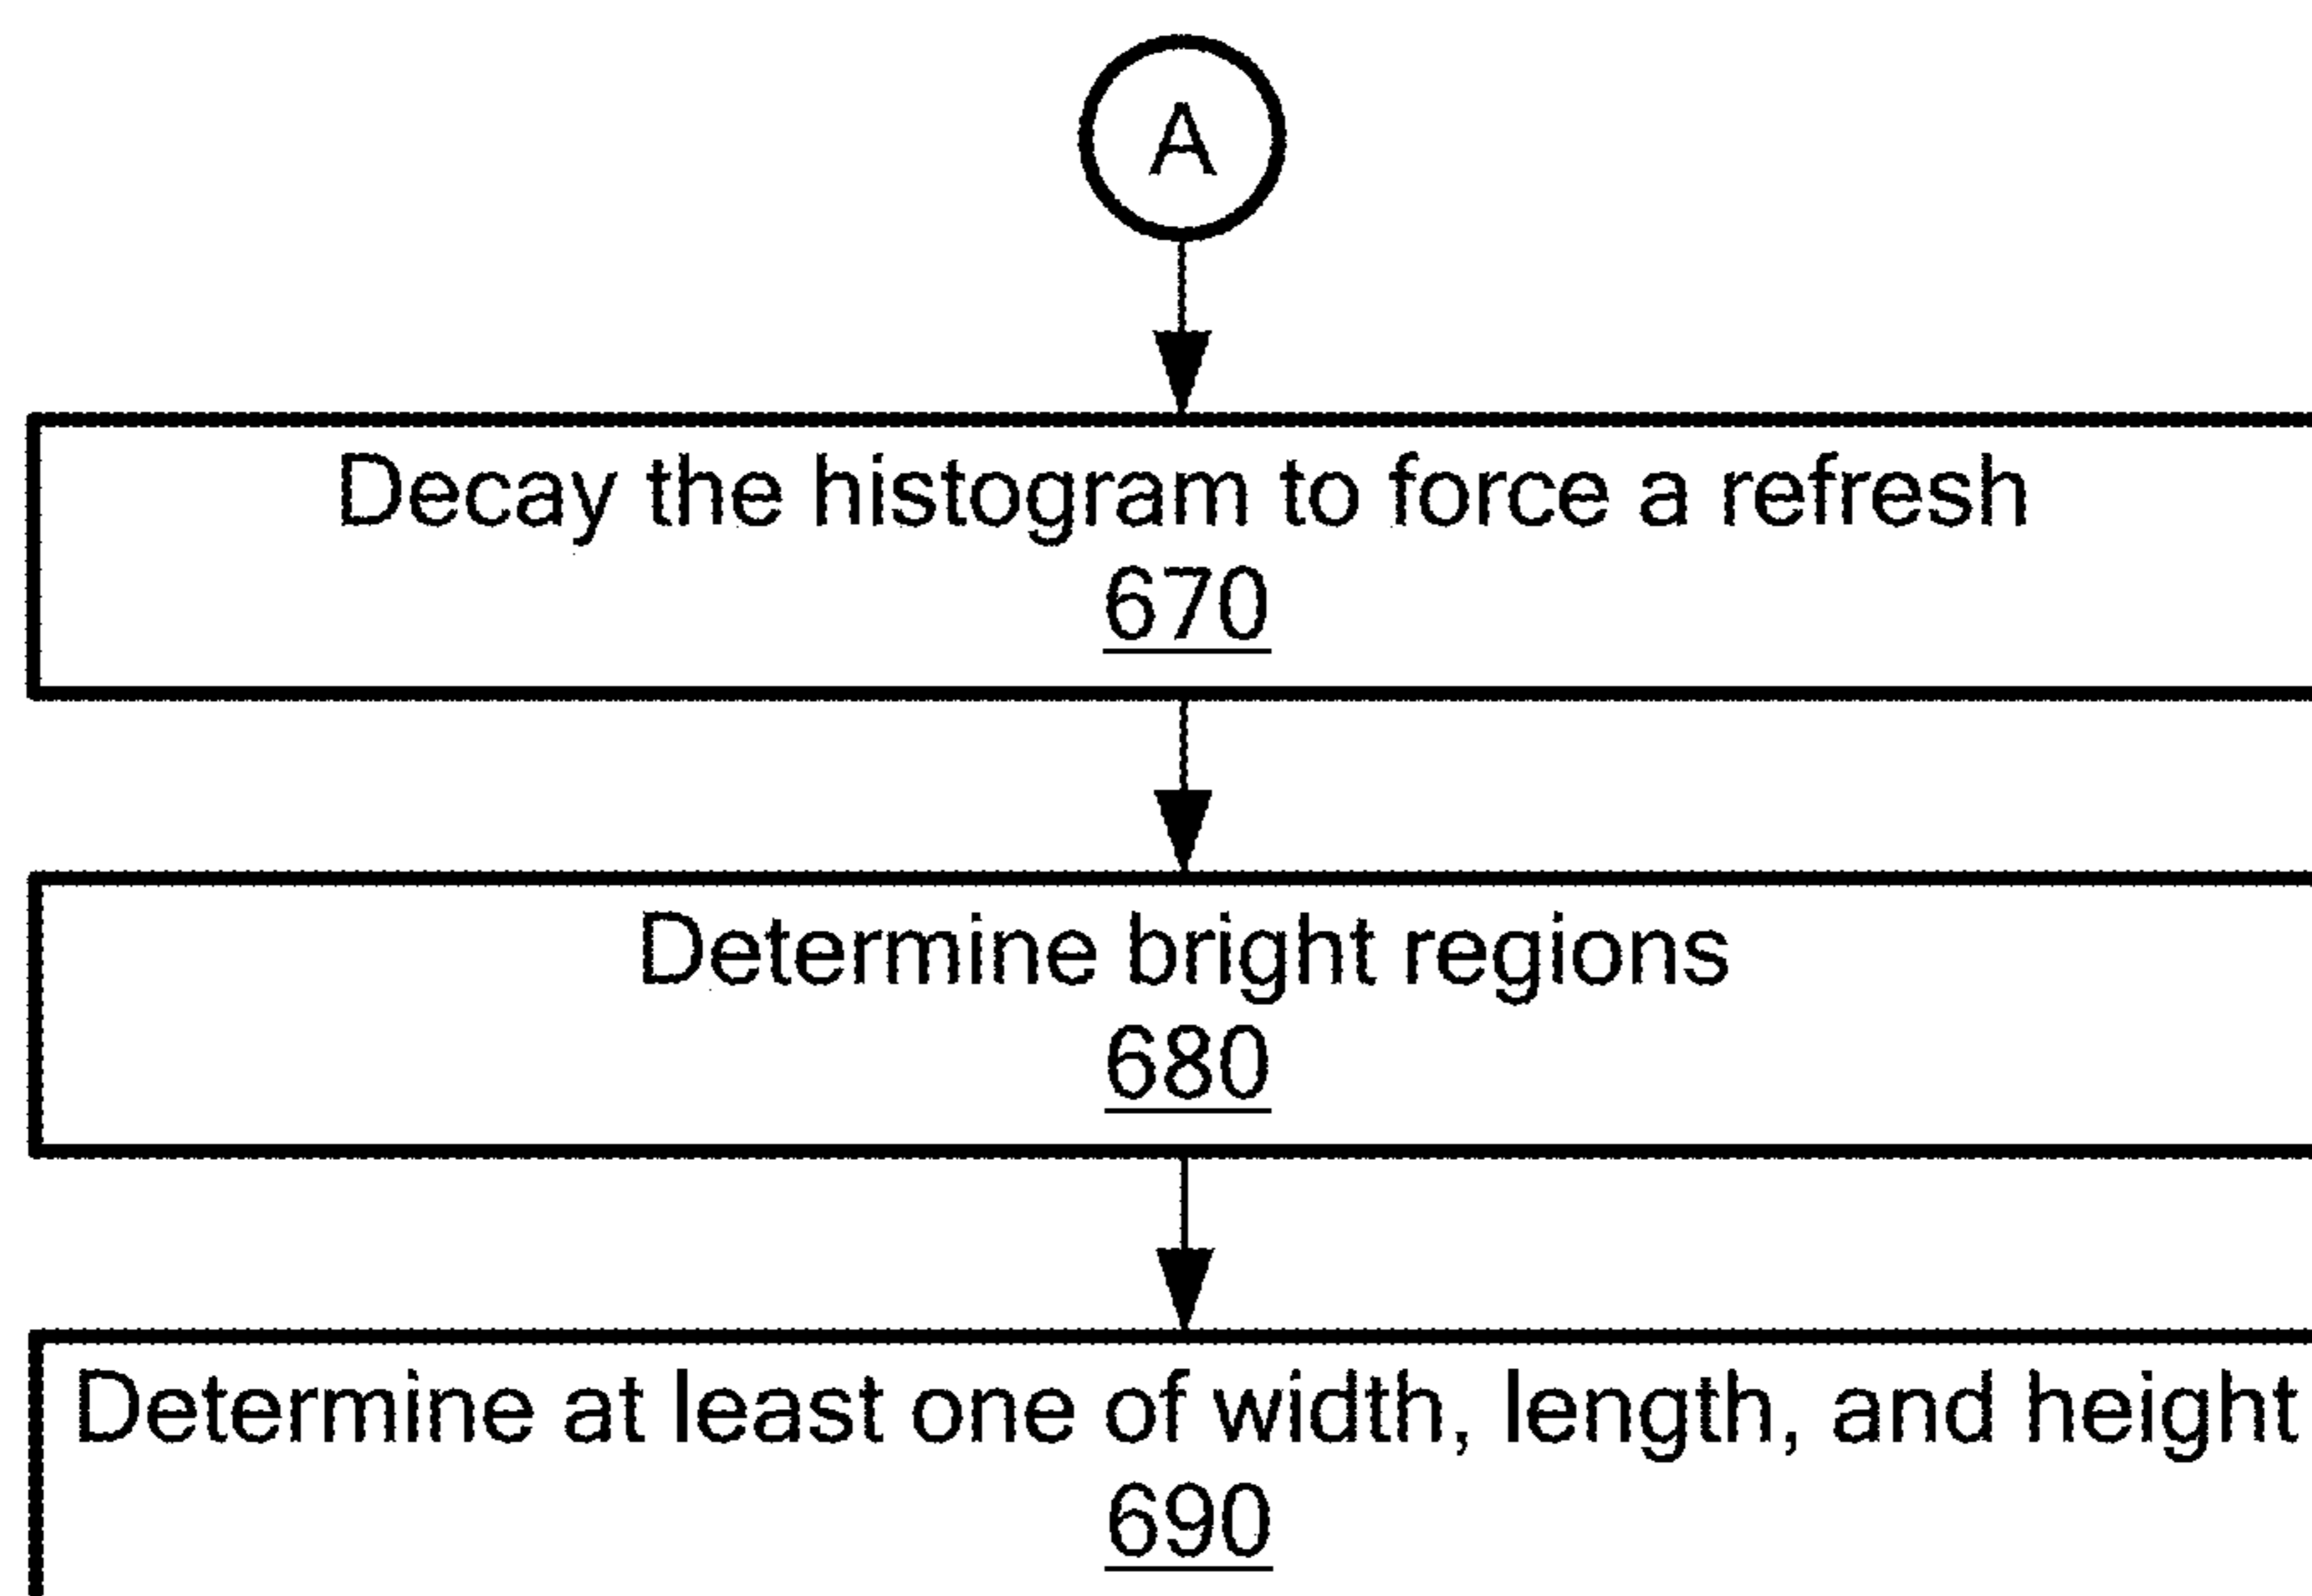 A
Decay the histogram to force a refresh
670
Determine bright regions
680
Determine at least one of width, length, and height
690